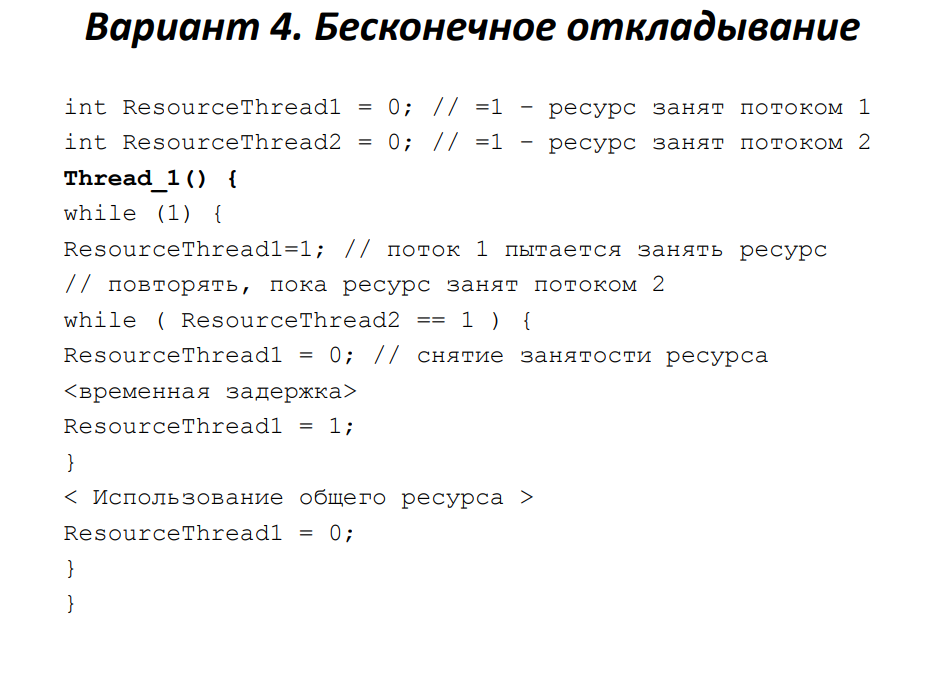 Вариант 4. Бесконечное откладывание
int ResourceThread1 = 0; // =1 – ресурс занят потоком 1
int ResourceThread2 = 0; // =1 – ресурс занят потоком 2
Thread_1() {
while (1) {
ResourceThread1=1; // поток 1 пытается занять ресурс
// повторять, пока ресурс занят потоком 2
while ( ResourceThread2 == 1 ) {
ResourceThread1 = 0; // снятие занятости ресурса
<временная задержка>
ResourceThread1 = 1;
}
< Использование общего ресурса >
ResourceThread1 = 0;
}
}